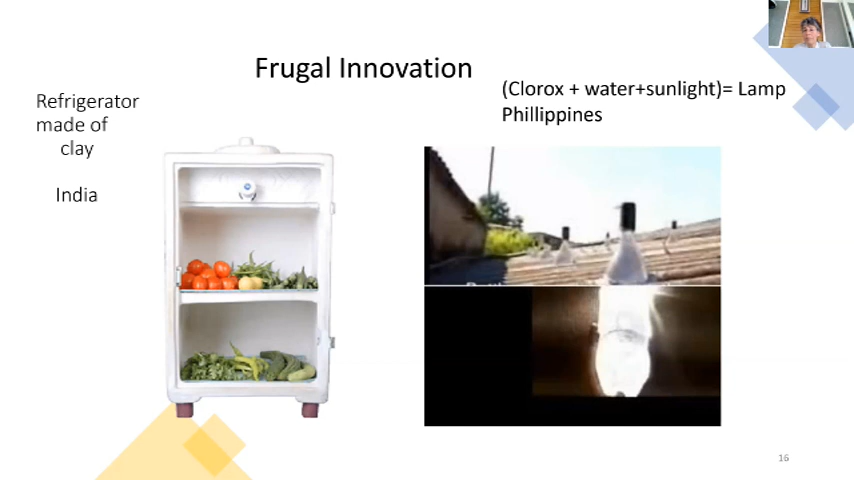 Frugal Innovation
Refrigerator
made of
clay
India
(Clorox + water+sunlight)= Lamp
Phillippines
16